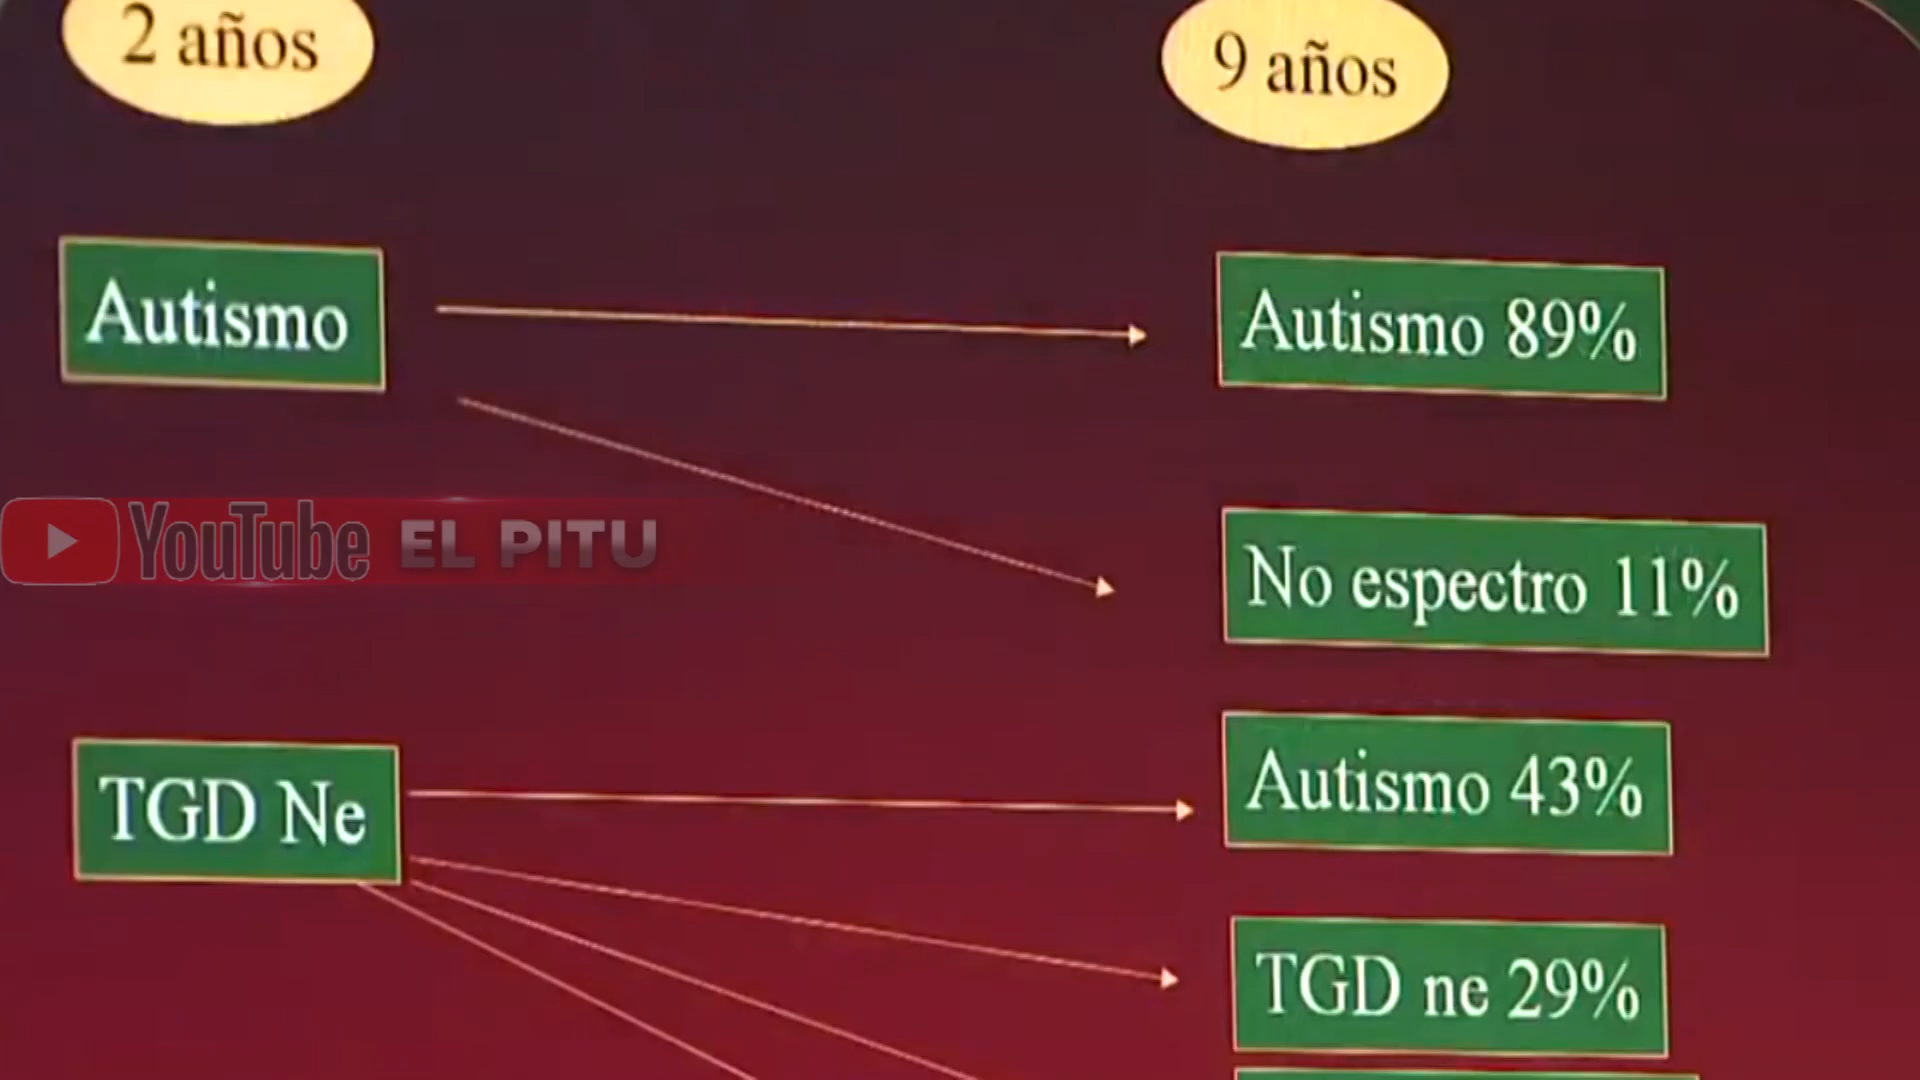 2 años
9 años
Autismo
Autismo 89%
No espectro 11%
YouTube EL PITU
TGD Ne
Autismo 43%
TGD ne 29%